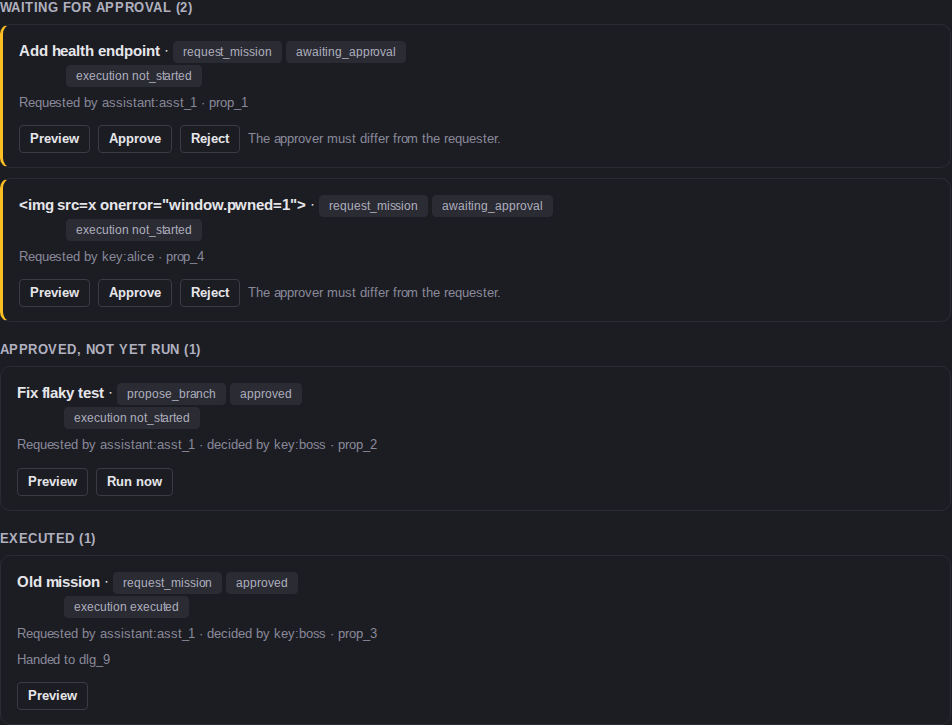 WAITING FOR APPROVAL (2)
Add health endpoint · request_mission awaiting_approval
execution not_started
Requested by assistant:asst_1 · prop_1
Preview Approve Reject The approver must differ from the requester.
<img src=x onerror="window.pwned=1"> · request_mission awaiting_approval
execution not_started
Requested by key:alice · prop_4
Preview Approve Reject The approver must differ from the requester.
APPROVED, NOT YET RUN (1)
Fix flaky test · propose_branch approved
execution not_started
Requested by assistant:asst_1 · decided by key:boss · prop_2
Preview Run now
EXECUTED (1)
Old mission · request_mission approved
execution executed
Requested by assistant:asst_1 · decided by key:boss · prop_3
Handed to dlg_9
Preview